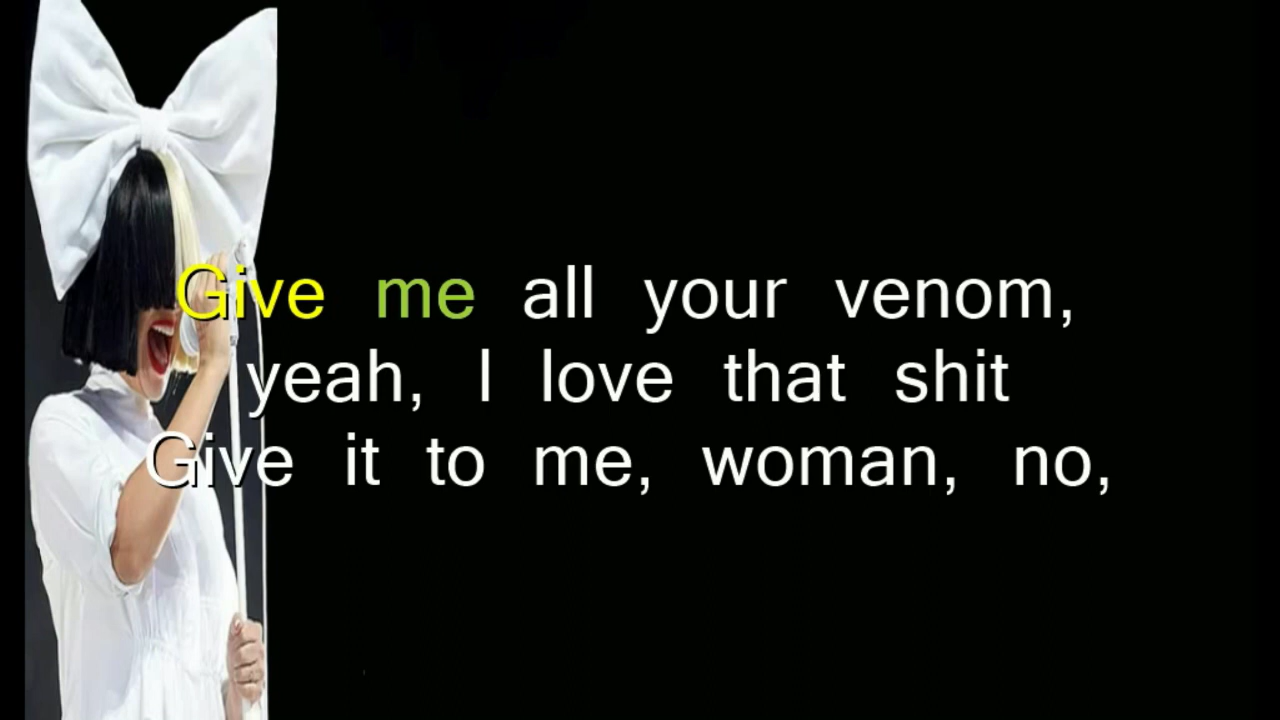 Give me all your venom,
yeah, I love that shit
Give it to me, woman, no,